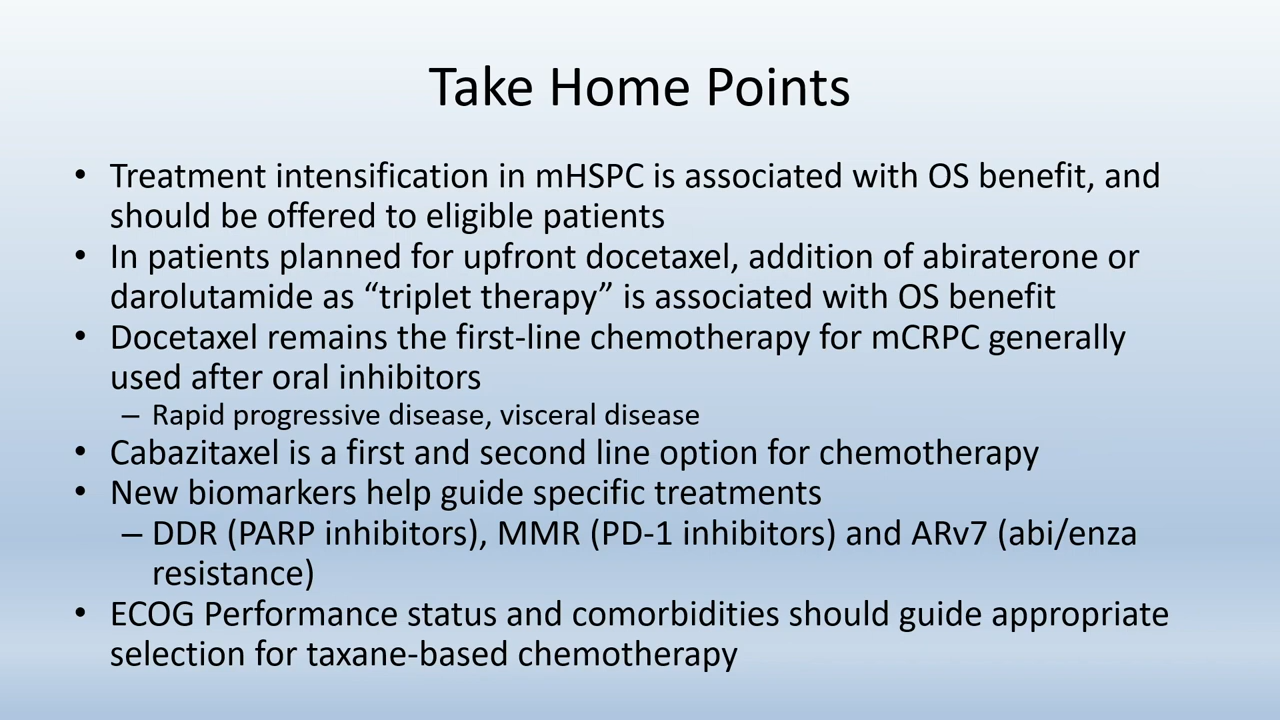 Take Home Points
• Treatment intensification in mHSPC is associated with OS benefit, and
should be offered to eligible patients
• In patients planned for upfront docetaxel, addition of abiraterone or
darolutamide as “triplet therapy” is associated with OS benefit
• Docetaxel remains the first-line chemotherapy for mCRPC generally
used after oral inhibitors
– Rapid progressive disease, visceral disease
• Cabazitaxel is a first and second line option for chemotherapy
• New biomarkers help guide specific treatments
– DDR (PARP inhibitors), MMR (PD-1 inhibitors) and ARv7 (abi/enza
resistance)
• ECOG Performance status and comorbidities should guide appropriate
selection for taxane-based chemotherapy